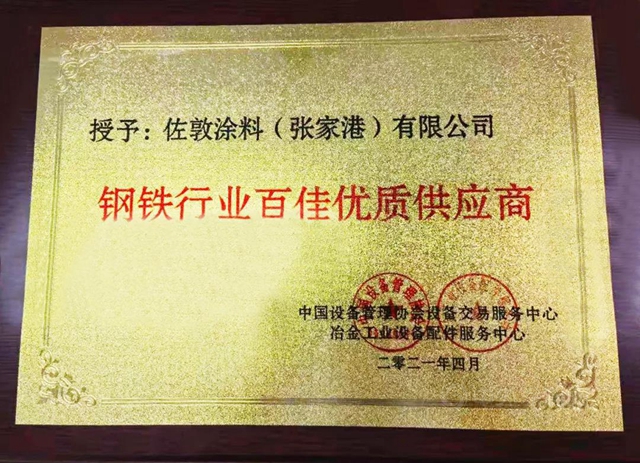 授予：佐敦涂料（张家港）有限公司
钢铁行业百佳优质供应商
中国设备管理协会设备交易服务中心
冶金工业设备配件服务中心
二零二一年四月